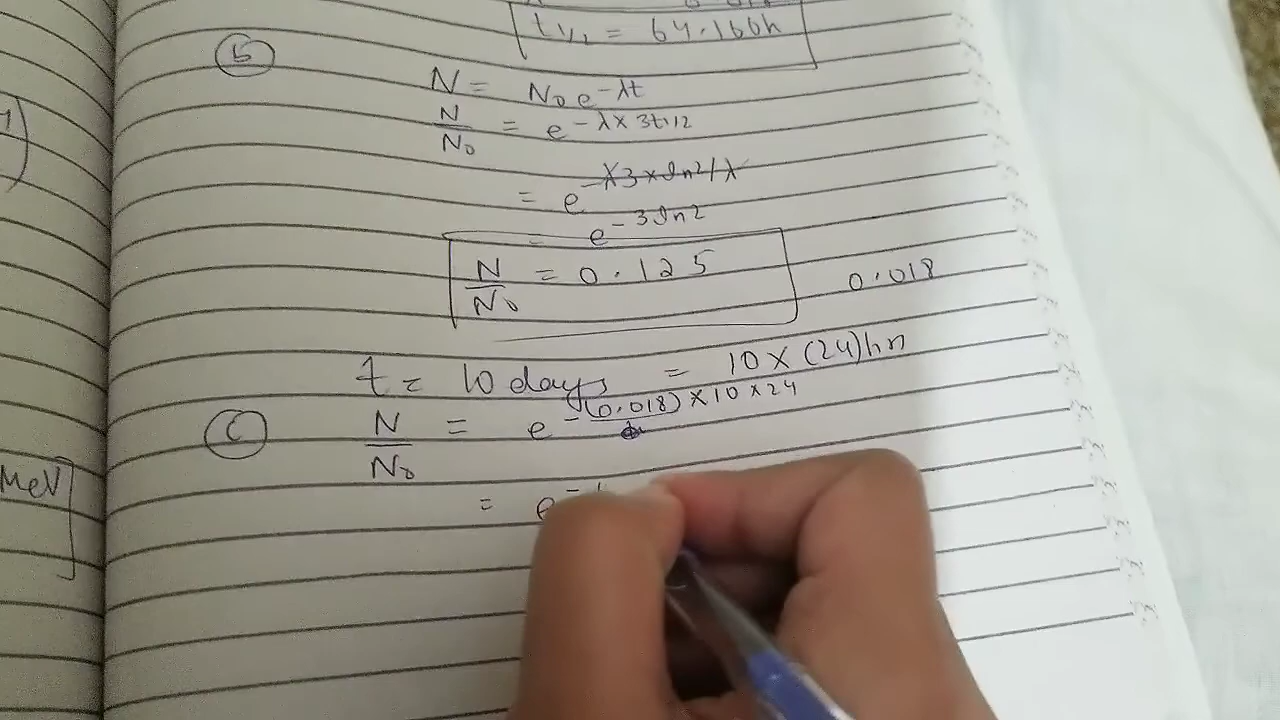 t1/2 = 64.160h
(b)
N = N0 e-λt
N/N0 = e-λ×3t1/2
= e-λ3×ln2/λ
= e-3ln2
N/N0 = 0.125
0.018
t = 10 days = 10×(24)hr
(c) N/N0 = e-(0.018)×10×24
= e-
MeV]